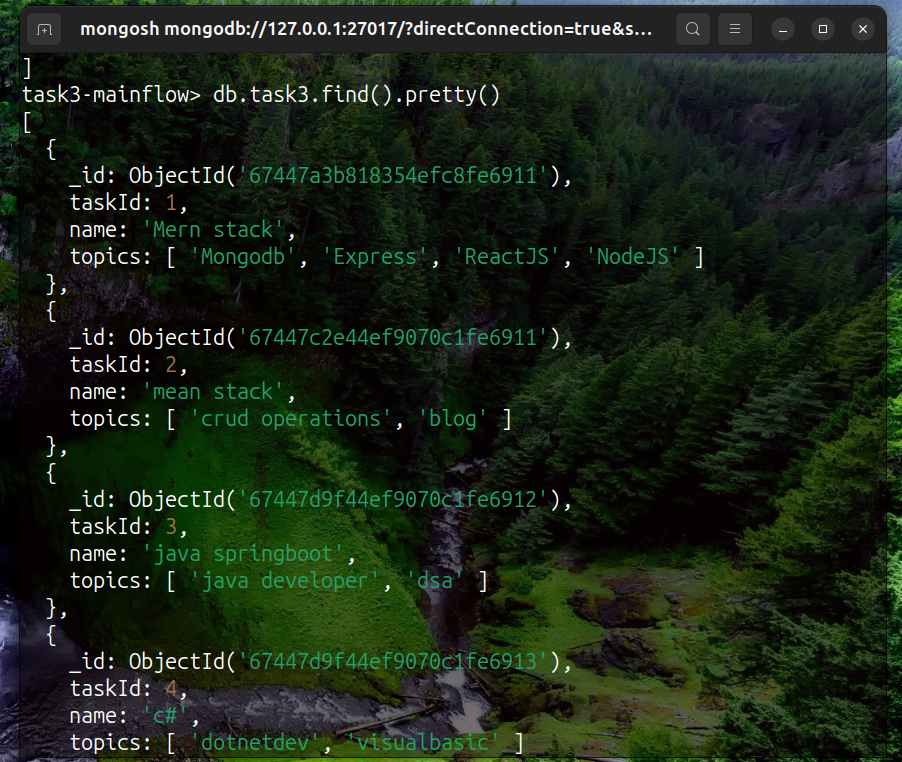 mongosh mongodb://127.0.0.1:27017/?directConnection=true&s...
]
task3-mainflow> db.task3.find().pretty()
[
  {
    _id: ObjectId('67447a3b818354efc8fe6911'),
    taskId: 1,
    name: 'Mern stack',
    topics: [ 'Mongodb', 'Express', 'ReactJS', 'NodeJS' ]
  },
  {
    _id: ObjectId('67447c2e44ef9070c1fe6911'),
    taskId: 2,
    name: 'mean stack',
    topics: [ 'crud operations', 'blog' ]
  },
  {
    _id: ObjectId('67447d9f44ef9070c1fe6912'),
    taskId: 3,
    name: 'java springboot',
    topics: [ 'java developer', 'dsa' ]
  },
  {
    _id: ObjectId('67447d9f44ef9070c1fe6913'),
    taskId: 4,
    name: 'c#',
    topics: [ 'dotnetdev', 'visualbasic' ]